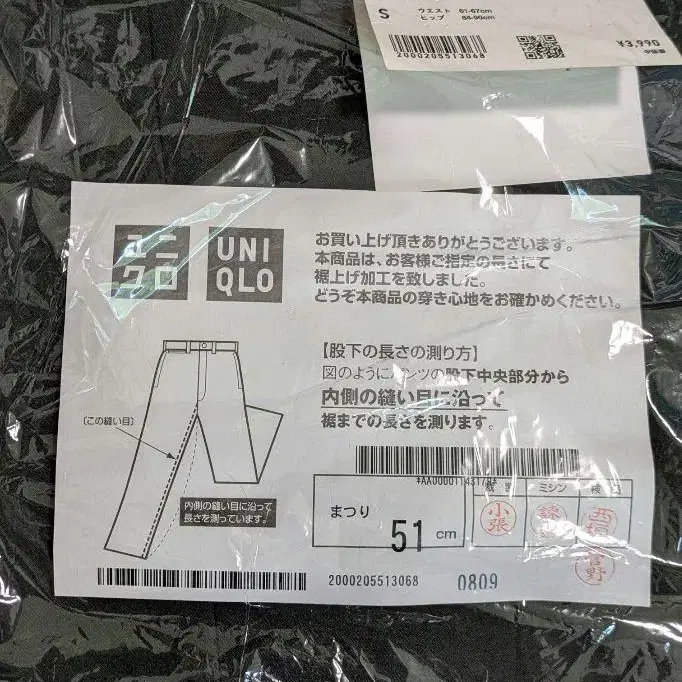 S ウエスト 61-67cm
ヒップ 84-90cm
2000205513068
¥3,990
ユニ
クロ
UNI
QLO
お買い上げ頂きありがとうございます。
本商品は、お客様ご指定の長さにて
裾上げ加工を致しました。
どうぞ本商品の穿き心地をお確かめください。
【股下の長さの測り方】
図のようにパンツの股下中央部分から
内側の縫い目に沿って
裾までの長さを測ります。
〔この縫い目〕
内側の縫い目に沿って
長さを測っています。
まつり
51 cm
ミシン
小張
2000205513068
0809